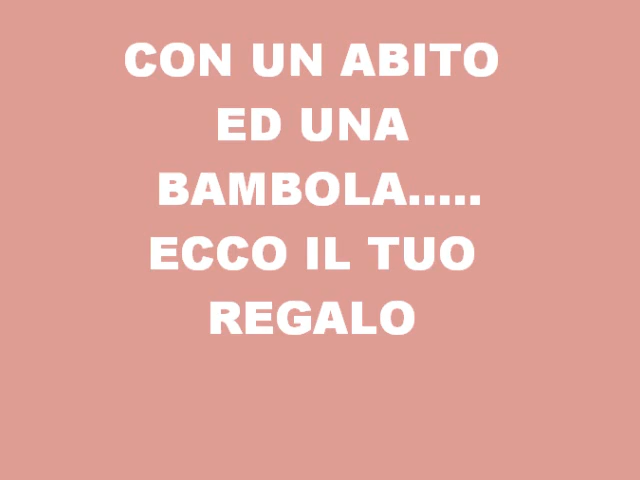 CON UN ABITO
ED UNA
BAMBOLA.....
ECCO IL TUO
REGALO